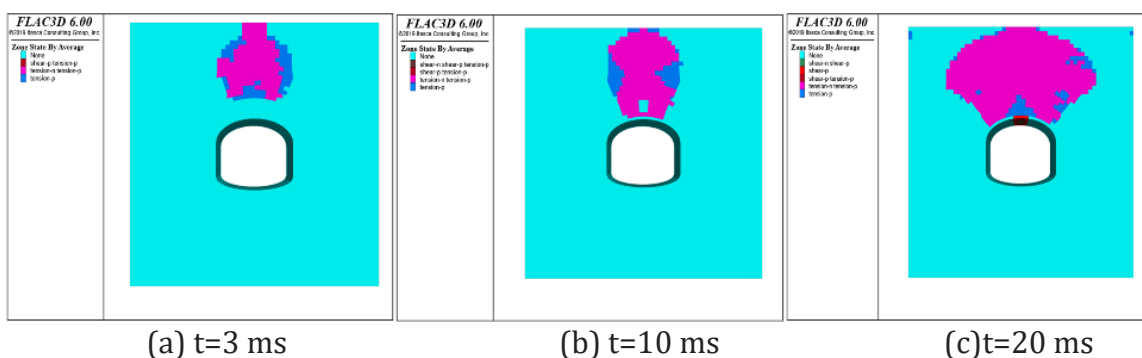 FLAC3D 6.00
©2019 Itasca Consulting Group, Inc.
Zone State By Average
None
shear-p tension-p
tension-n tension-p
tension-p
FLAC3D 6.00
©2019 Itasca Consulting Group, Inc.
Zone State By Average
None
shear-n shear-p tension-p
shear-p tension-p
tension-n tension-p
tension-p
FLAC3D 6.00
©2019 Itasca Consulting Group, Inc.
Zone State By Average
None
shear-n shear-p
shear-p
shear-p tension-p
tension-n tension-p
tension-p
(a) t=3 ms
(b) t=10 ms
(c)t=20 ms